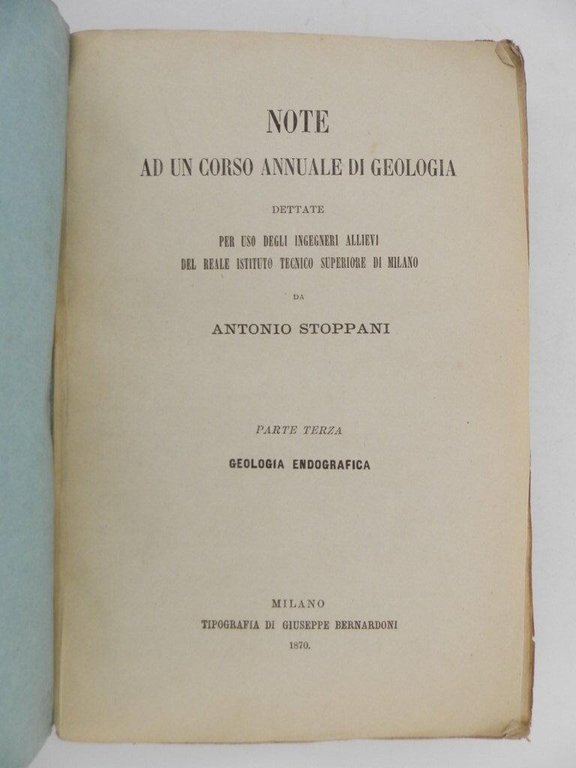 NOTE
AD UN CORSO ANNUALE DI GEOLOGIA
DETTATE
PER USO DEGLI INGEGNERI ALLIEVI
DEL REALE ISTITUTO TECNICO SUPERIORE DI MILANO
DA
ANTONIO STOPPANI
PARTE TERZA
GEOLOGIA ENDOGRAFICA
MILANO
TIPOGRAFIA DI GIUSEPPE BERNARDONI
1870.